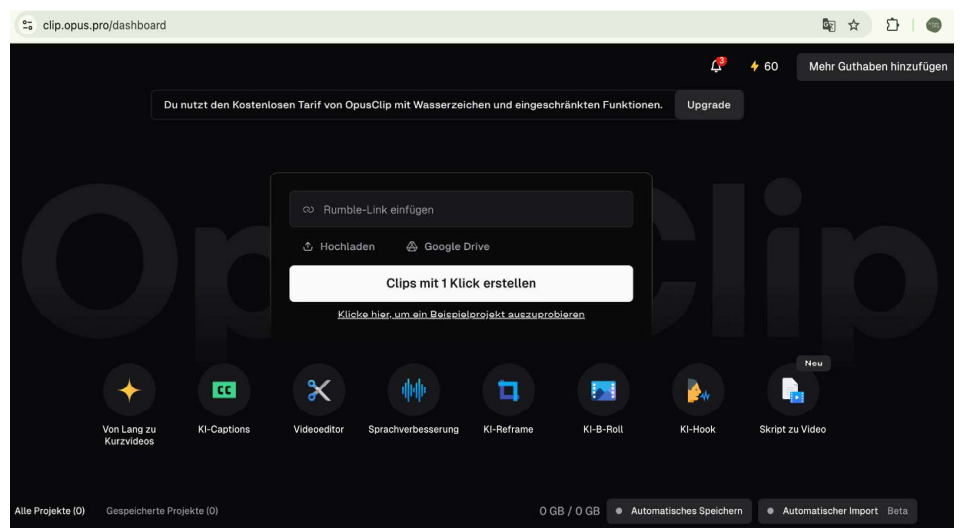 clip.opus.pro/dashboard
3
60
Mehr Guthaben hinzufügen
Du nutzt den Kostenlosen Tarif von OpusClip mit Wasserzeichen und eingeschränkten Funktionen.
Upgrade
OpusClip
Rumble-Link einfügen
Hochladen
Google Drive
Clips mit 1 Klick erstellen
Klicke hier, um ein Beispielprojekt auszuprobieren
Neu
CC
Von Lang zu
Kurzvideos
KI-Captions
Videoeditor
Sprachverbesserung
KI-Reframe
KI-B-Roll
KI-Hook
Skript zu Video
Alle Projekte (0)
Gespeicherte Projekte (0)
0 GB / 0 GB
Automatisches Speichern
Automatischer Import Beta